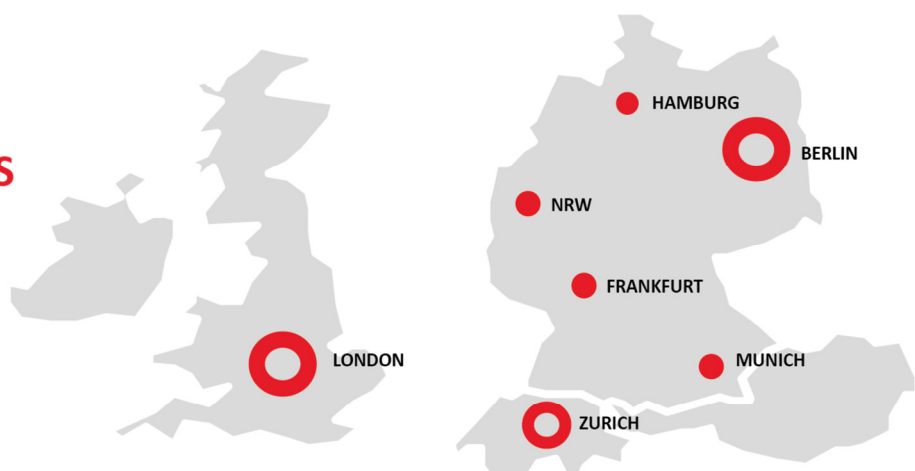 S
HAMBURG
BERLIN
NRW
FRANKFURT
LONDON
MUNICH
ZURICH